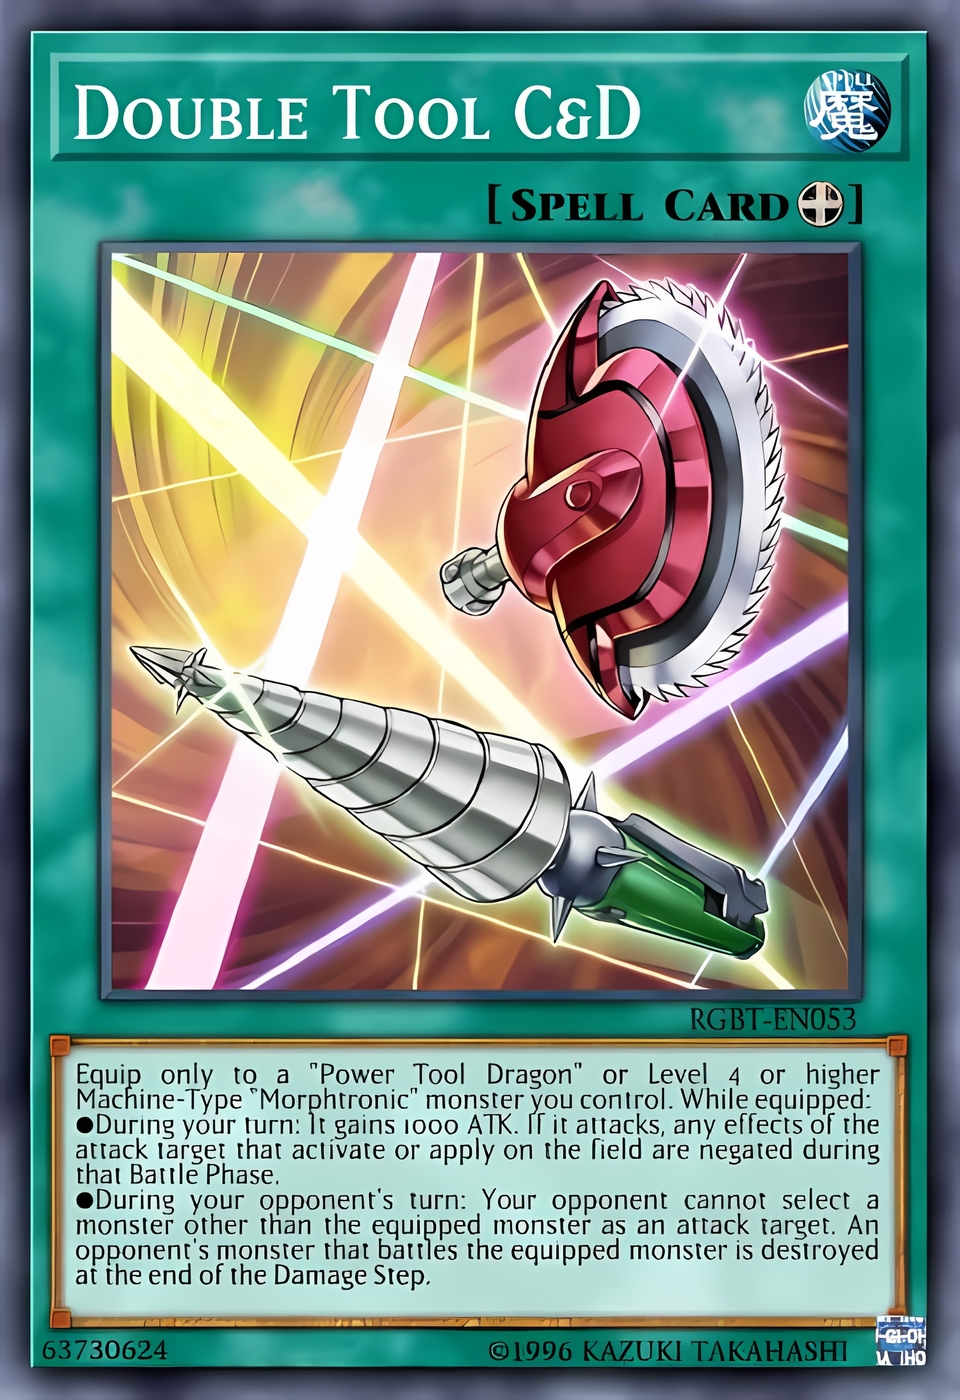 DOUBLE TOOL C&D
魔
[SPELL CARD]
RGBT-EN053
Equip only to a "Power Tool Dragon" or Level 4 or higher
Machine-Type "Morphtronic" monster you control. While equipped:
●During your turn: It gains 1000 ATK. If it attacks, any effects of the
attack target that activate or apply on the field are negated during
that Battle Phase.
●During your opponent's turn: Your opponent cannot select a
monster other than the equipped monster as an attack target. An
opponent's monster that battles the equipped monster is destroyed
at the end of the Damage Step.
63730624
©1996 KAZUKI TAKAHASHI